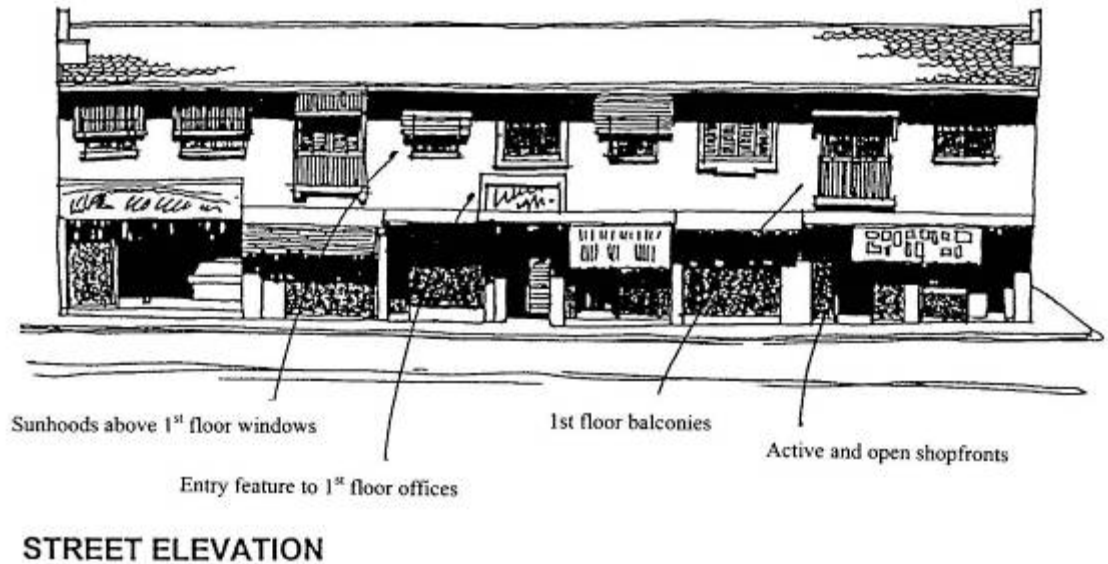 Sunhoods above 1st floor windows
1st floor balconies
Active and open shopfronts
Entry feature to 1st floor offices
STREET ELEVATION